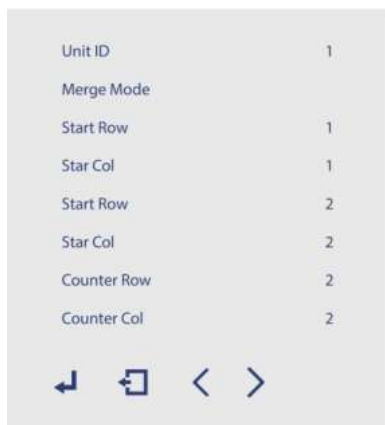 Unit ID 1
Merge Mode
Start Row 1
Star Col 1
Start Row 2
Star Col 2
Counter Row 2
Counter Col 2